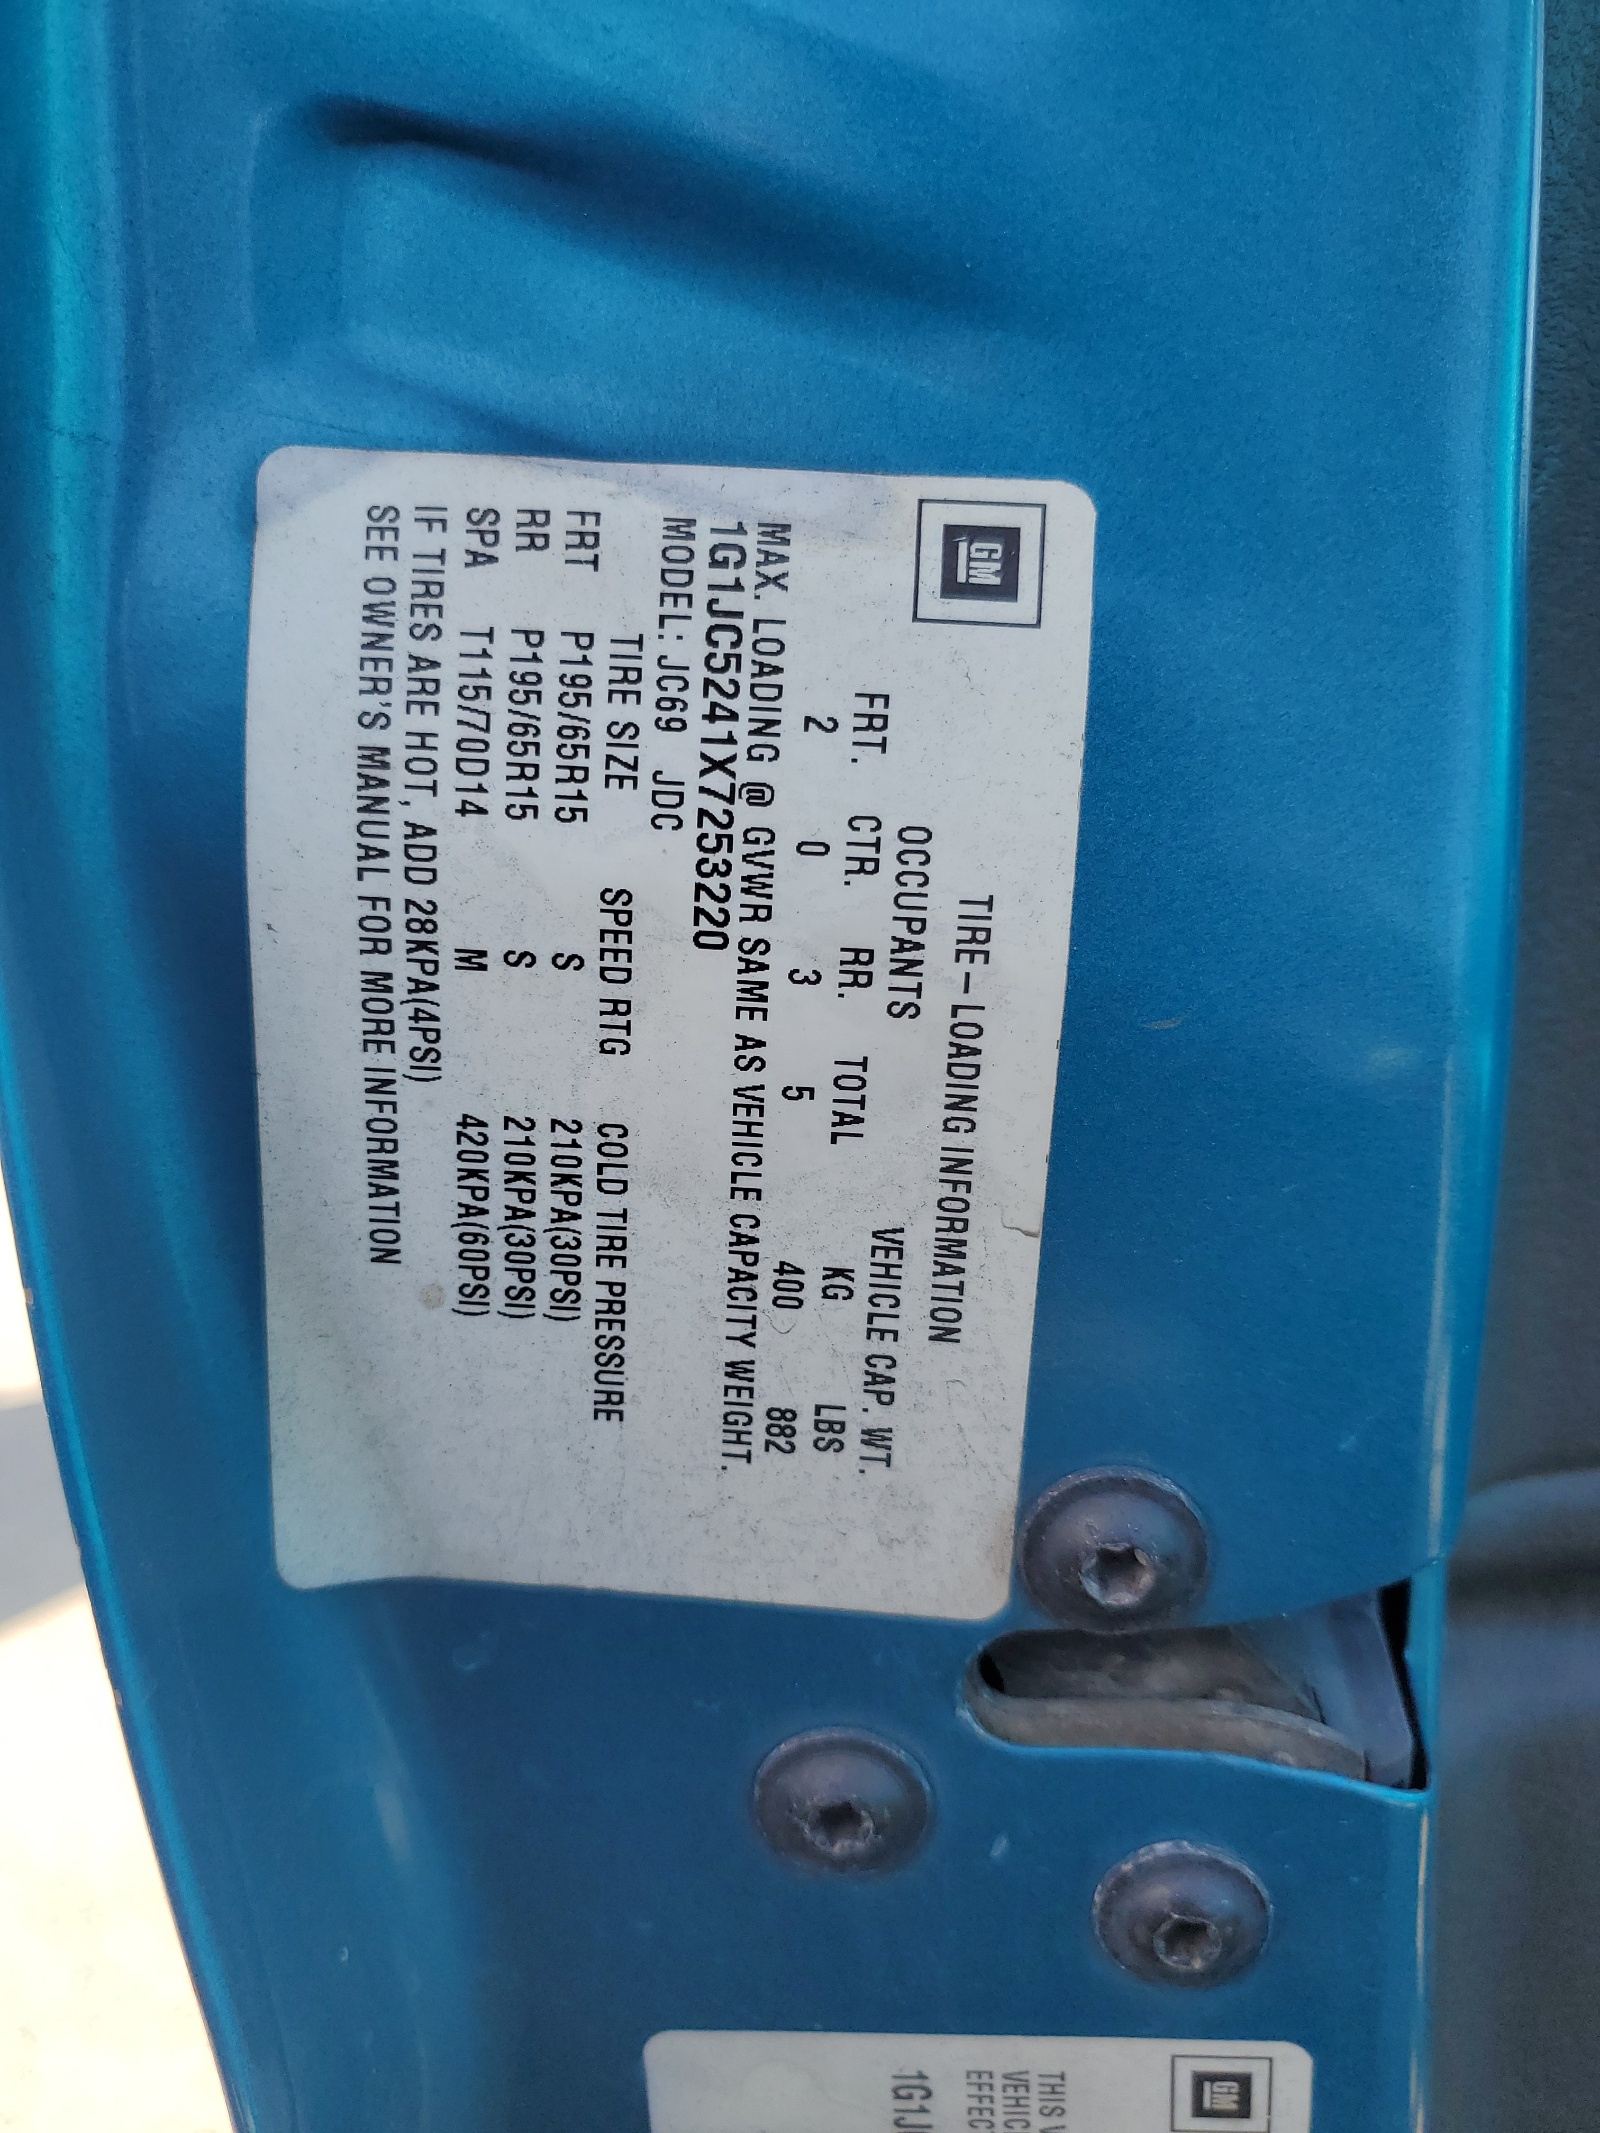 GM
TIRE–LOADING INFORMATION
OCCUPANTS VEHICLE CAP. WT.
FRT. CTR. RR. TOTAL KG LBS
2 0 3 5 400 882
MAX. LOADING @ GVWR SAME AS VEHICLE CAPACITY WEIGHT.
1G1JC5241X7253220
MODEL: JC69 JDC
TIRE SIZE SPEED RTG COLD TIRE PRESSURE
FRT P195/65R15 S 210KPA(30PSI)
RR P195/65R15 S 210KPA(30PSI)
SPA T115/70D14 M 420KPA(60PSI)
IF TIRES ARE HOT, ADD 28KPA(4PSI)
SEE OWNER'S MANUAL FOR MORE INFORMATION
GM
THIS
VEHIC
EFFEC
1G1J